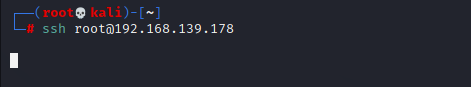 ┌──(root💀kali)-[~]
└─# ssh root@192.168.139.178